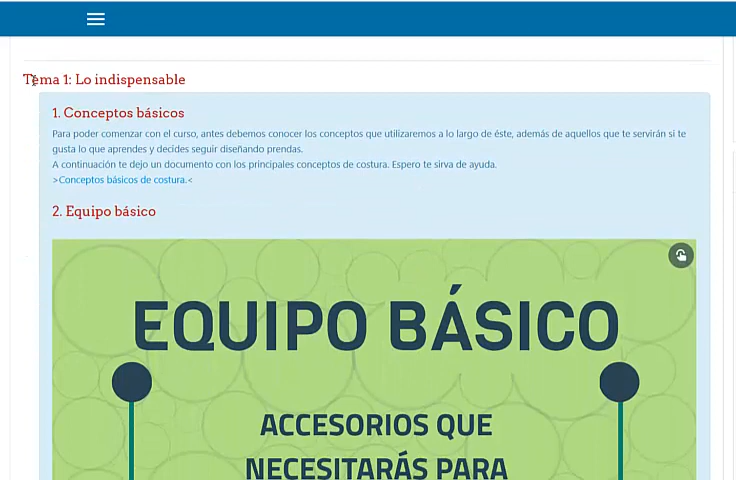 Tema 1: Lo indispensable
1. Conceptos básicos
Para poder comenzar con el curso, antes debemos conocer los conceptos que utilizaremos a lo largo de éste, además de aquellos que te servirán si te
gusta lo que aprendes y decides seguir diseñando prendas.
A continuación te dejo un documento con los principales conceptos de costura. Espero te sirva de ayuda.
>Conceptos básicos de costura.<
2. Equipo básico
EQUIPO BÁSICO
ACCESORIOS QUE
NECESITARÁS PARA